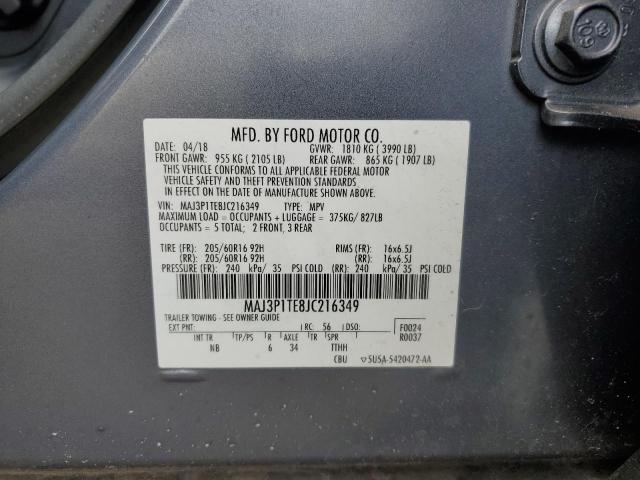 MFD. BY FORD MOTOR CO.
DATE: 04/18 GVWR: 1810 KG ( 3990 LB)
FRONT GAWR: 955 KG ( 2105 LB) REAR GAWR: 865 KG ( 1907 LB)
THIS VEHICLE CONFORMS TO ALL APPLICABLE FEDERAL MOTOR
VEHICLE SAFETY AND THEFT PREVENTION STANDARDS
IN EFFECT ON THE DATE OF MANUFACTURE SHOWN ABOVE.
VIN: MAJ3P1TE8JC216349 TYPE: MPV
MAXIMUM LOAD = OCCUPANTS + LUGGAGE = 375KG/ 827LB
OCCUPANTS = 5 TOTAL; 2 FRONT, 3 REAR
TIRE (FR): 205/60R16 92H RIMS (FR): 16x6.5J
(RR): 205/60R16 92H (RR): 16x6.5J
PRESSURE (FR): 240 kPa/ 35 PSI COLD (RR): 240 kPa/ 35 PSI COLD
MAJ3P1TE8JC216349
TRAILER TOWING - SEE OWNER GUIDE
EXT PNT: RC: 56 DSO: F0024
R0037
INT TR TP/PS R AXLE TR SPR
NB 6 34 TTHH
CBU 5U5A-5420472-AA
109